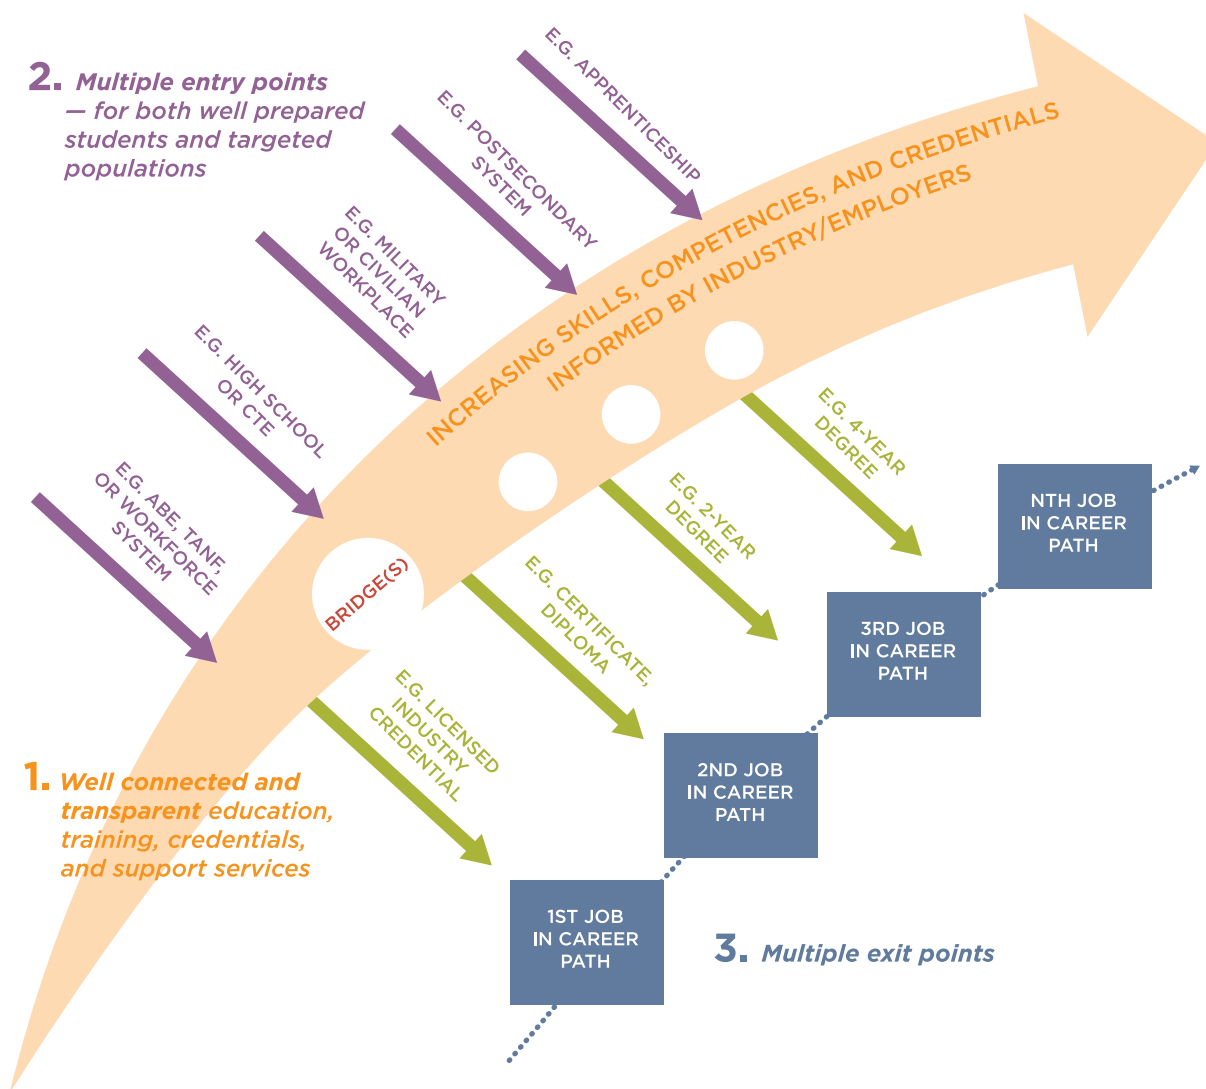 2. Multiple entry points
— for both well prepared
students and targeted
populations
E.G. APPRENTICESHIP
E.G. POSTSECONDARY
SYSTEM
E.G. MILITARY
OR CIVILIAN
WORKPLACE
E.G. HIGH SCHOOL
OR CTE
E.G. ABE, TANF,
OR WORKFORCE
SYSTEM
INCREASING SKILLS, COMPETENCIES, AND CREDENTIALS
INFORMED BY INDUSTRY/EMPLOYERS
BRIDGE(S)
1. Well connected and
transparent education,
training, credentials,
and support services
E.G. 4-YEAR
DEGREE
E.G. 2-YEAR
DEGREE
E.G. CERTIFICATE,
DIPLOMA
E.G. LICENSED
INDUSTRY
CREDENTIAL
NTH JOB
IN CAREER
PATH
3RD JOB
IN CAREER
PATH
2ND JOB
IN CAREER
PATH
1ST JOB
IN CAREER
PATH
3. Multiple exit points